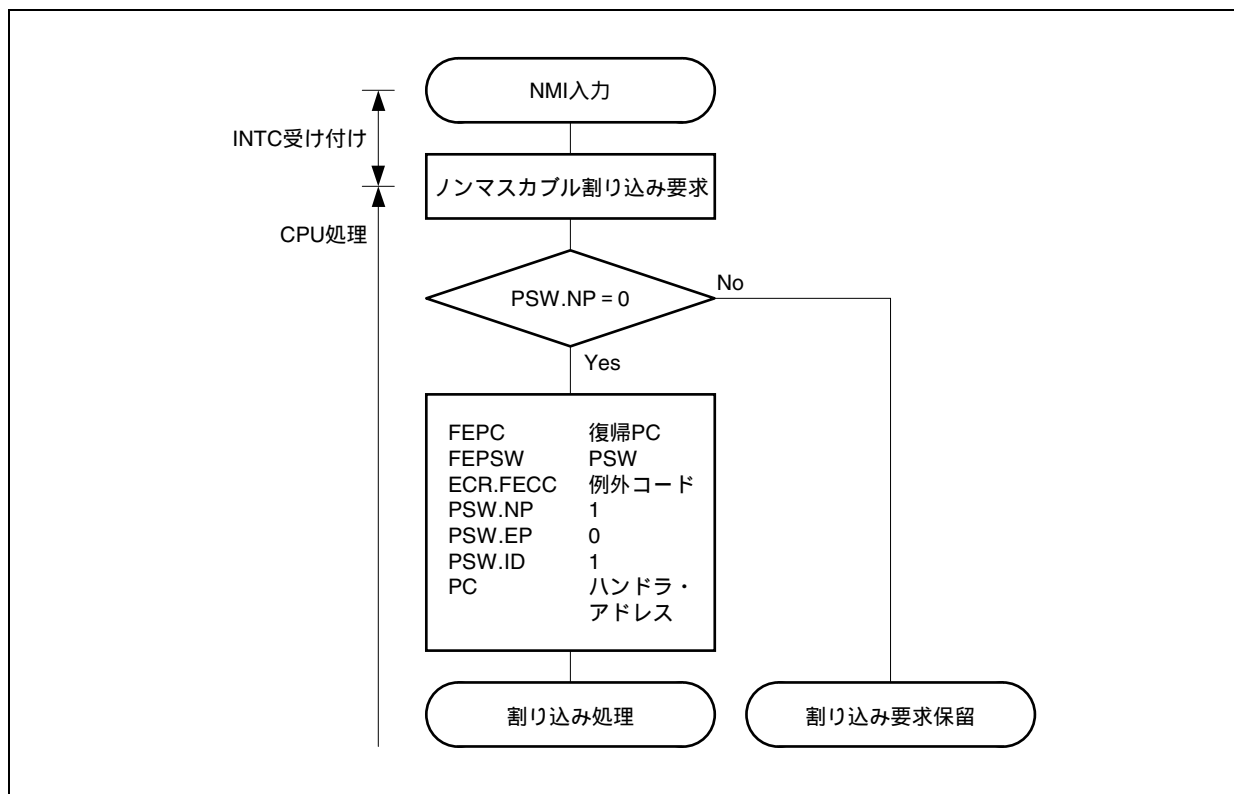 NMI入力
INTC受け付け
ノンマスカブル割り込み要求
CPU処理
PSW.NP = 0
No
Yes
FEPC 復帰PC
FEPSW PSW
ECR.FECC 例外コード
PSW.NP 1
PSW.EP 0
PSW.ID 1
PC ハンドラ・
アドレス
割り込み処理
割り込み要求保留